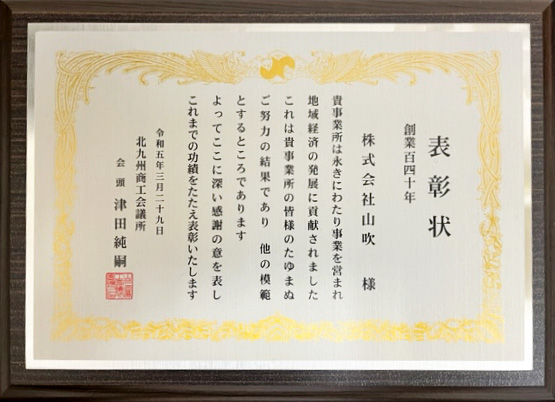 表彰状
創業百四十年
株式会社山吹 様
貴事業所は永きにわたり事業を営まれ
地域経済の発展に貢献されました
これは貴事業所の皆様のたゆまぬ
ご努力の結果であり 他の模範
とするところであります
よってここに深い感謝の意を表し
これまでの功績をたたえ表彰いたします
令和五年三月二十九日
北九州商工会議所
会頭 津田純嗣